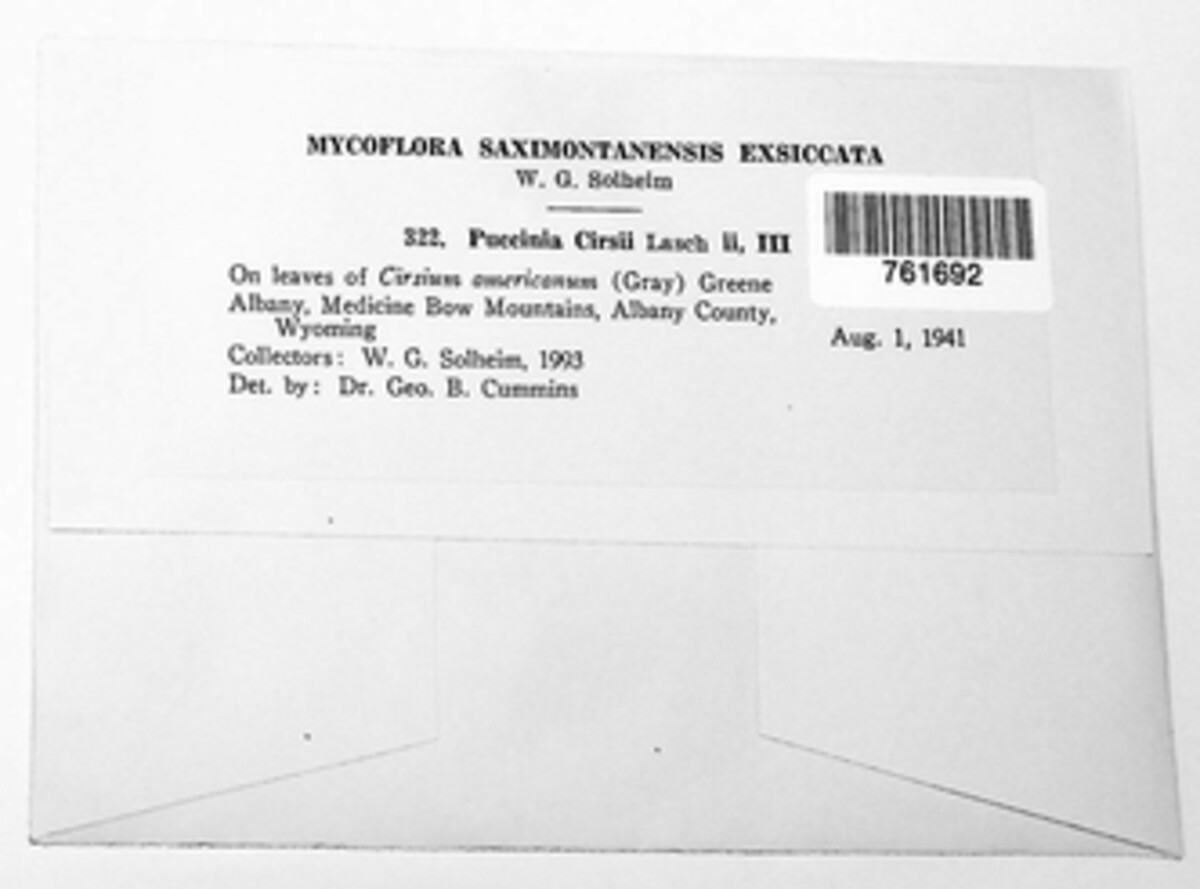 MYCOFLORA SAXIMONTANENSIS EXSICCATA
W. G. Solheim
322. Puccinia Cirsii Lasch ii, III
On leaves of Cirsium americanum (Gray) Greene
Albany, Medicine Bow Mountains, Albany County,
Wyoming
Aug. 1, 1941
Collectors: W. G. Solheim, 1993
Det. by: Dr. Geo. B. Cummins
761692